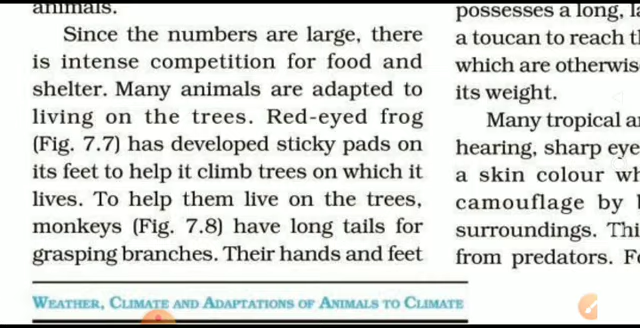 animals.
Since the numbers are large, there
is intense competition for food and
shelter. Many animals are adapted to
living on the trees. Red-eyed frog
(Fig. 7.7) has developed sticky pads on
its feet to help it climb trees on which it
lives. To help them live on the trees,
monkeys (Fig. 7.8) have long tails for
grasping branches. Their hands and feet
possesses a long,
a toucan to reach
which are
its weight.
Many tropical
hearing, sharp
a skin colour
camouflage by
surroundings.
from predators.
WEATHER, CLIMATE AND ADAPTATIONS OF ANIMALS TO CLIMATE